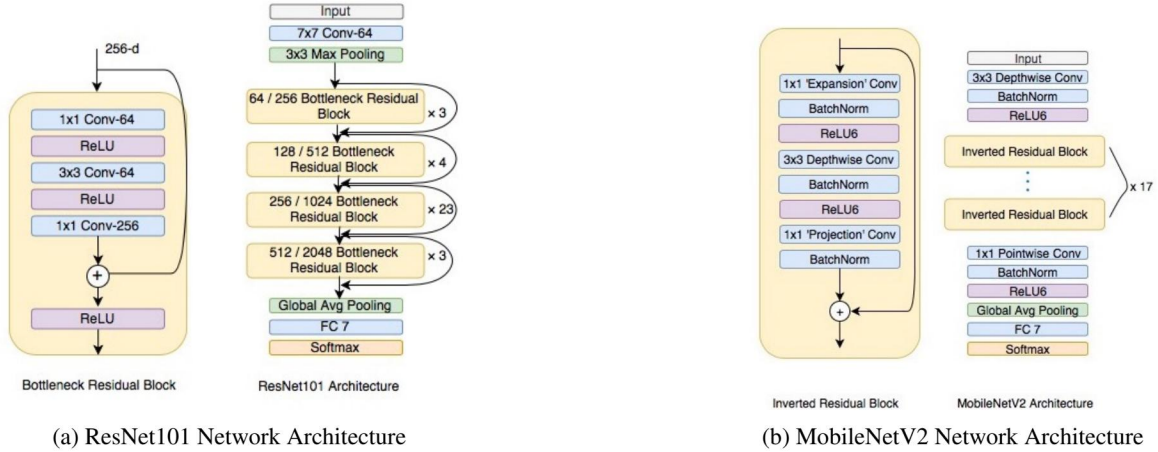 256-d
1x1 Conv-64
ReLU
3x3 Conv-64
ReLU
1x1 Conv-256
+
ReLU
Bottleneck Residual Block
Input
7x7 Conv-64
3x3 Max Pooling
64 / 256 Bottleneck Residual
Block
x 3
128 / 512 Bottleneck
Residual Block
x 4
256 / 1024 Bottleneck
Residual Block
x 23
512 / 2048 Bottleneck
Residual Block
x 3
Global Avg Pooling
FC 7
Softmax
ResNet101 Architecture
(a) ResNet101 Network Architecture
1x1 'Expansion' Conv
BatchNorm
ReLU6
3x3 Depthwise Conv
BatchNorm
ReLU6
1x1 'Projection' Conv
BatchNorm
+
Inverted Residual Block
Input
3x3 Depthwise Conv
BatchNorm
ReLU6
Inverted Residual Block
Inverted Residual Block
x 17
1x1 Pointwise Conv
BatchNorm
ReLU6
Global Avg Pooling
FC 7
Softmax
MobileNetV2 Architecture
(b) MobileNetV2 Network Architecture